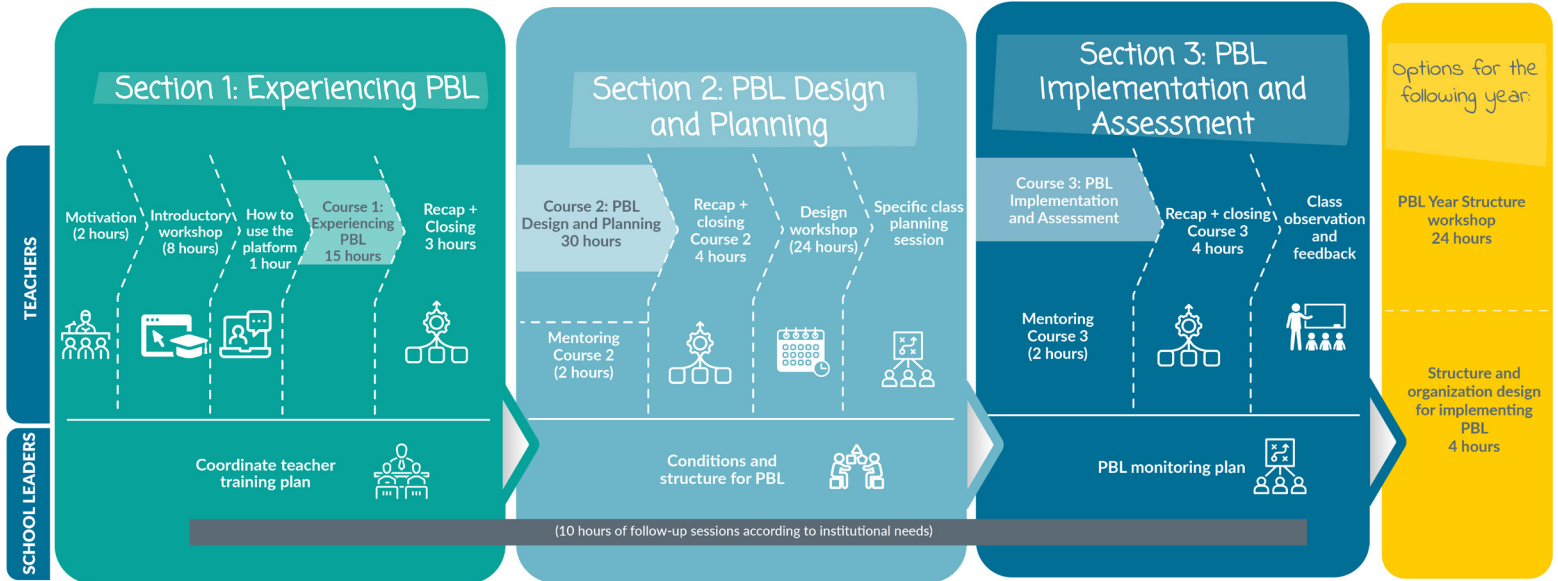 Section 1: Experiencing PBL
TEACHERS
Motivation
(2 hours)
Introductory
workshop
(8 hours)
How to
use the
platform
1 hour
Course 1:
Experiencing
PBL
15 hours
Recap +
Closing
3 hours
SCHOOL LEADERS
Coordinate teacher
training plan
Section 2: PBL Design
and Planning
Course 2: PBL
Design and Planning
30 hours
Mentoring
Course 2
(2 hours)
Recap +
closing
Course 2
4 hours
Design
workshop
(24 hours)
Specific class
planning
session
Conditions and
structure for PBL
Section 3: PBL
Implementation and
Assessment
Course 3: PBL
Implementation
and Assessment
Mentoring
Course 3
(2 hours)
Recap + closing
Course 3
4 hours
Class
observation
and
feedback
PBL monitoring plan
(10 hours of follow-up sessions according to institutional needs)
Options for the
following year:
PBL Year Structure
workshop
24 hours
Structure and
organization design
for implementing
PBL
4 hours